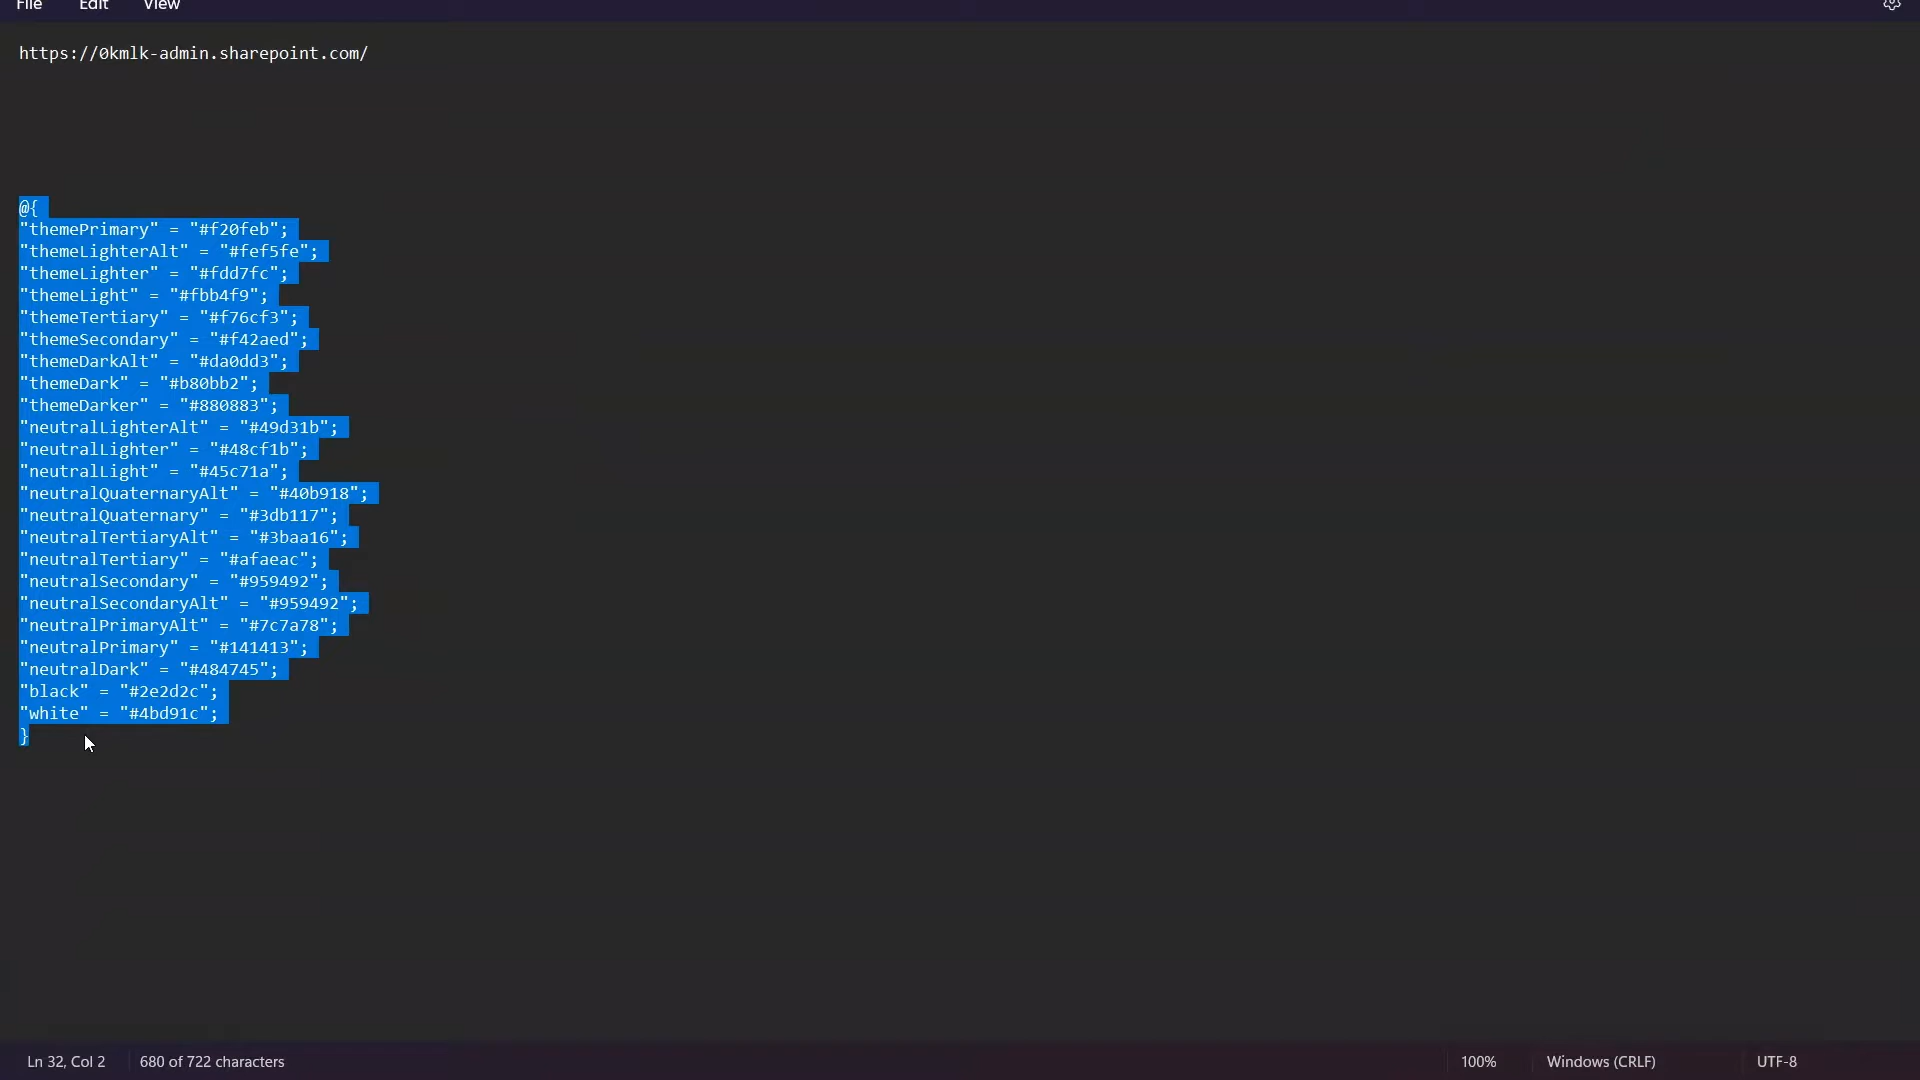 File Edit View
https://0kmlk-admin.sharepoint.com/
@{
"themePrimary" = "#f20feb";
"themeLighterAlt" = "#fef5fe";
"themeLighter" = "#fdd7fc";
"themeLight" = "#fbb4f9";
"themeTertiary" = "#f76cf3";
"themeSecondary" = "#f42aed";
"themeDarkAlt" = "#da0dd3";
"themeDark" = "#b80bb2";
"themeDarker" = "#880883";
"neutralLighterAlt" = "#49d31b";
"neutralLighter" = "#48cf1b";
"neutralLight" = "#45c71a";
"neutralQuaternaryAlt" = "#40b918";
"neutralQuaternary" = "#3db117";
"neutralTertiaryAlt" = "#3baa16";
"neutralTertiary" = "#afaeac";
"neutralSecondary" = "#959492";
"neutralSecondaryAlt" = "#959492";
"neutralPrimaryAlt" = "#7c7a78";
"neutralPrimary" = "#141413";
"neutralDark" = "#484745";
"black" = "#2e2d2c";
"white" = "#4bd91c";
}
Ln 32, Col 2 680 of 722 characters 100% Windows (CRLF) UTF-8